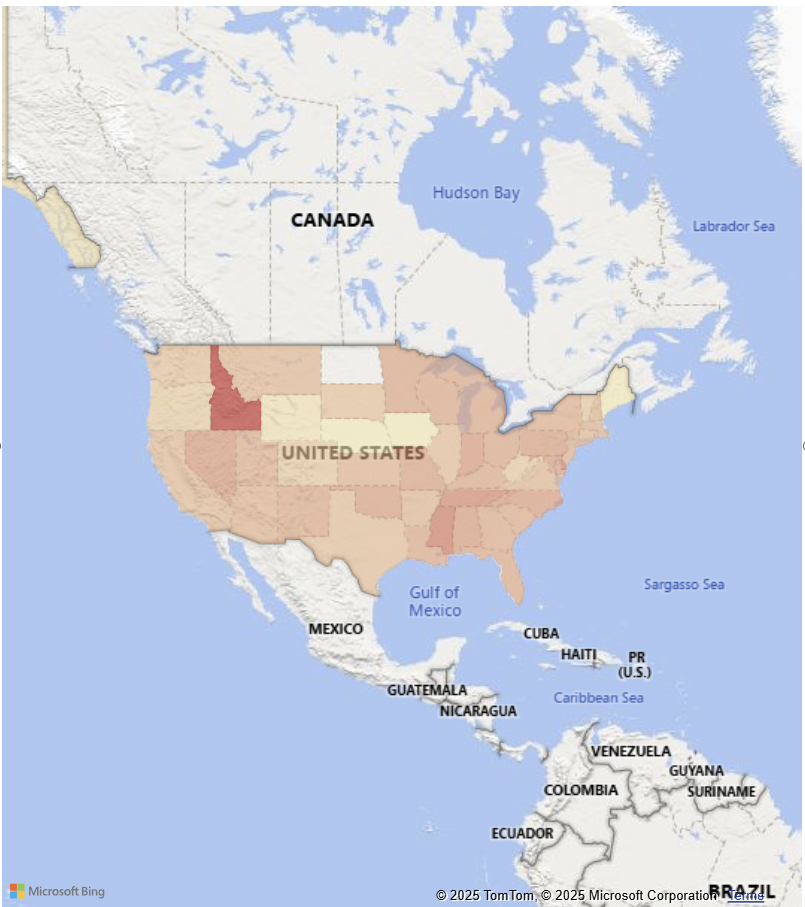 Hudson Bay
CANADA
Labrador Sea
UNITED STATES
Sargasso Sea
Gulf of
Mexico
MEXICO
CUBA
HAITI
PR
(U.S.)
GUATEMALA
Caribbean Sea
NICARAGUA
VENEZUELA
GUYANA
COLOMBIA
SURINAME
ECUADOR
BRAZIL
Microsoft Bing
© 2025 TomTom, © 2025 Microsoft Corporation Terms